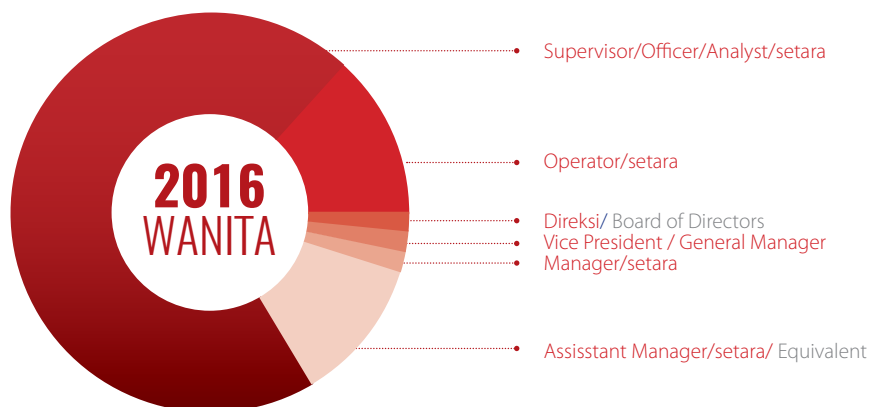 2016
WANITA
Supervisor/Officer/Analyst/setara
Operator/setara
Direksi/ Board of Directors
Vice President / General Manager
Manager/setara
Assisstant Manager/setara/ Equivalent